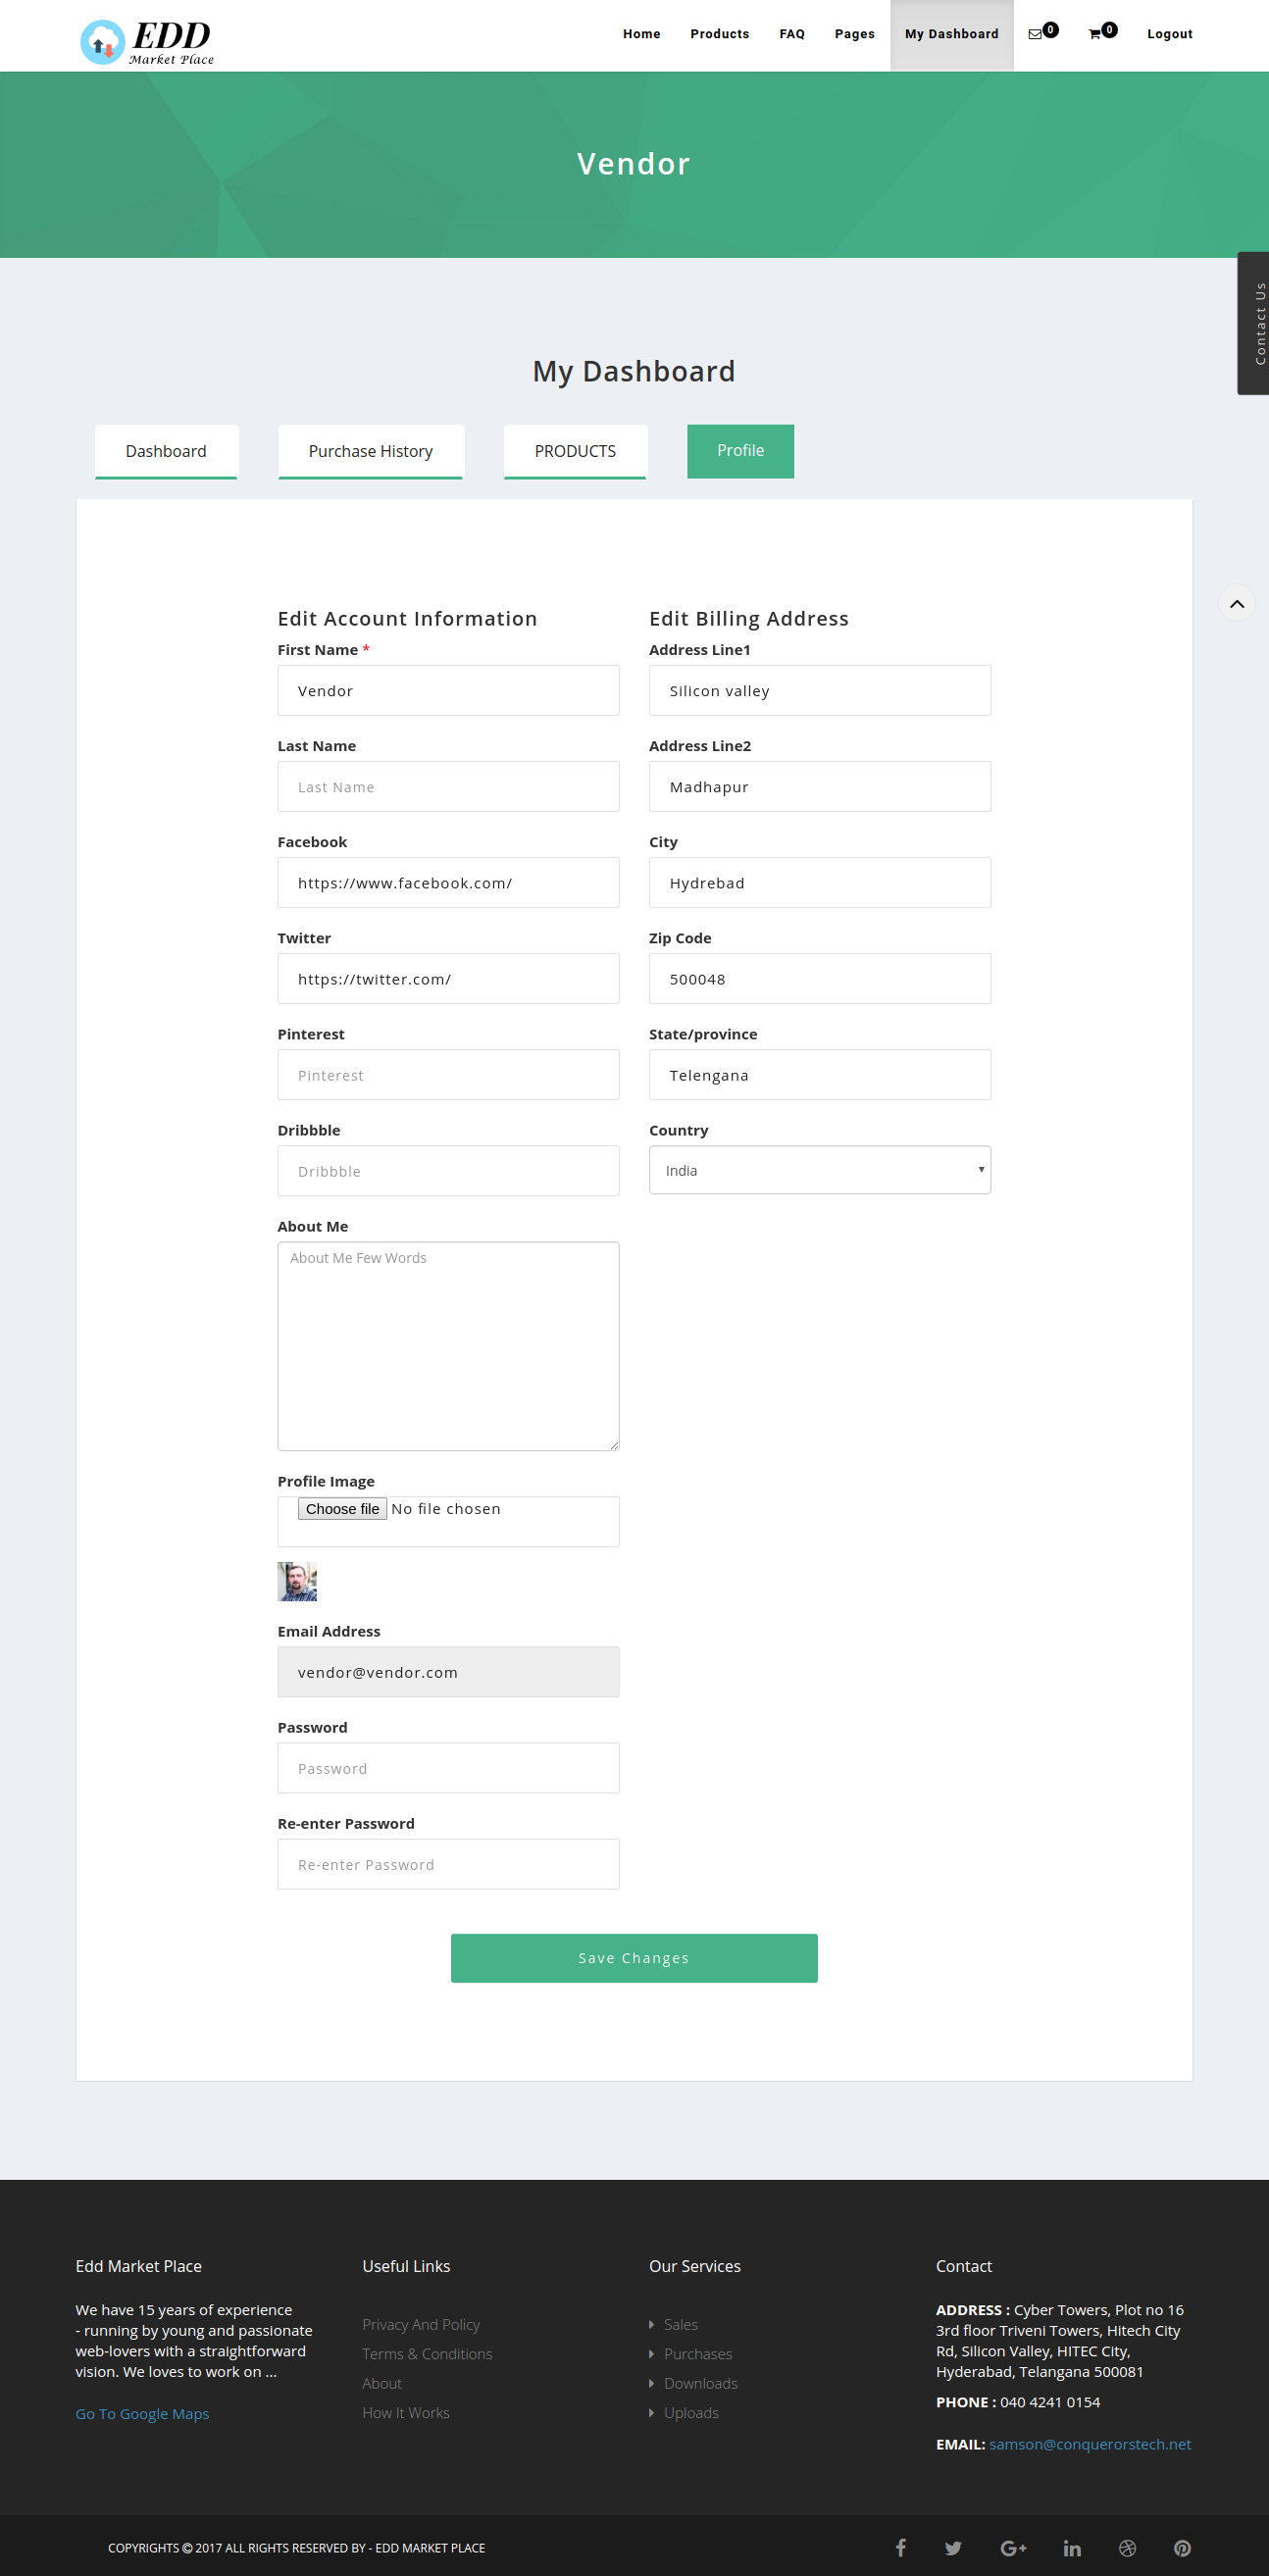 EDD
Market Place
Home
Products
FAQ
Pages
My Dashboard
0
0
Logout
Vendor
Contact Us
My Dashboard
Dashboard
Purchase History
PRODUCTS
Profile
Edit Account Information
First Name *
Vendor
Last Name
Last Name
Facebook
https://www.facebook.com/
Twitter
https://twitter.com/
Pinterest
Pinterest
Dribbble
Dribbble
About Me
About Me Few Words
Profile Image
Choose file No file chosen
Email Address
vendor@vendor.com
Password
Password
Re-enter Password
Re-enter Password
Edit Billing Address
Address Line1
Silicon valley
Address Line2
Madhapur
City
Hydrebad
Zip Code
500048
State/province
Telengana
Country
India
Save Changes
Edd Market Place
We have 15 years of experience
- running by young and passionate
web-lovers with a straightforward
vision. We loves to work on ...
Go To Google Maps
Useful Links
Privacy And Policy
Terms & Conditions
About
How It Works
Our Services
Sales
Purchases
Downloads
Uploads
Contact
ADDRESS : Cyber Towers, Plot no 16
3rd floor Triveni Towers, Hitech City
Rd, Silicon Valley, HITEC City,
Hyderabad, Telangana 500081
PHONE : 040 4241 0154
EMAIL: samson@conquerorstech.net
COPYRIGHTS © 2017 ALL RIGHTS RESERVED BY - EDD MARKET PLACE